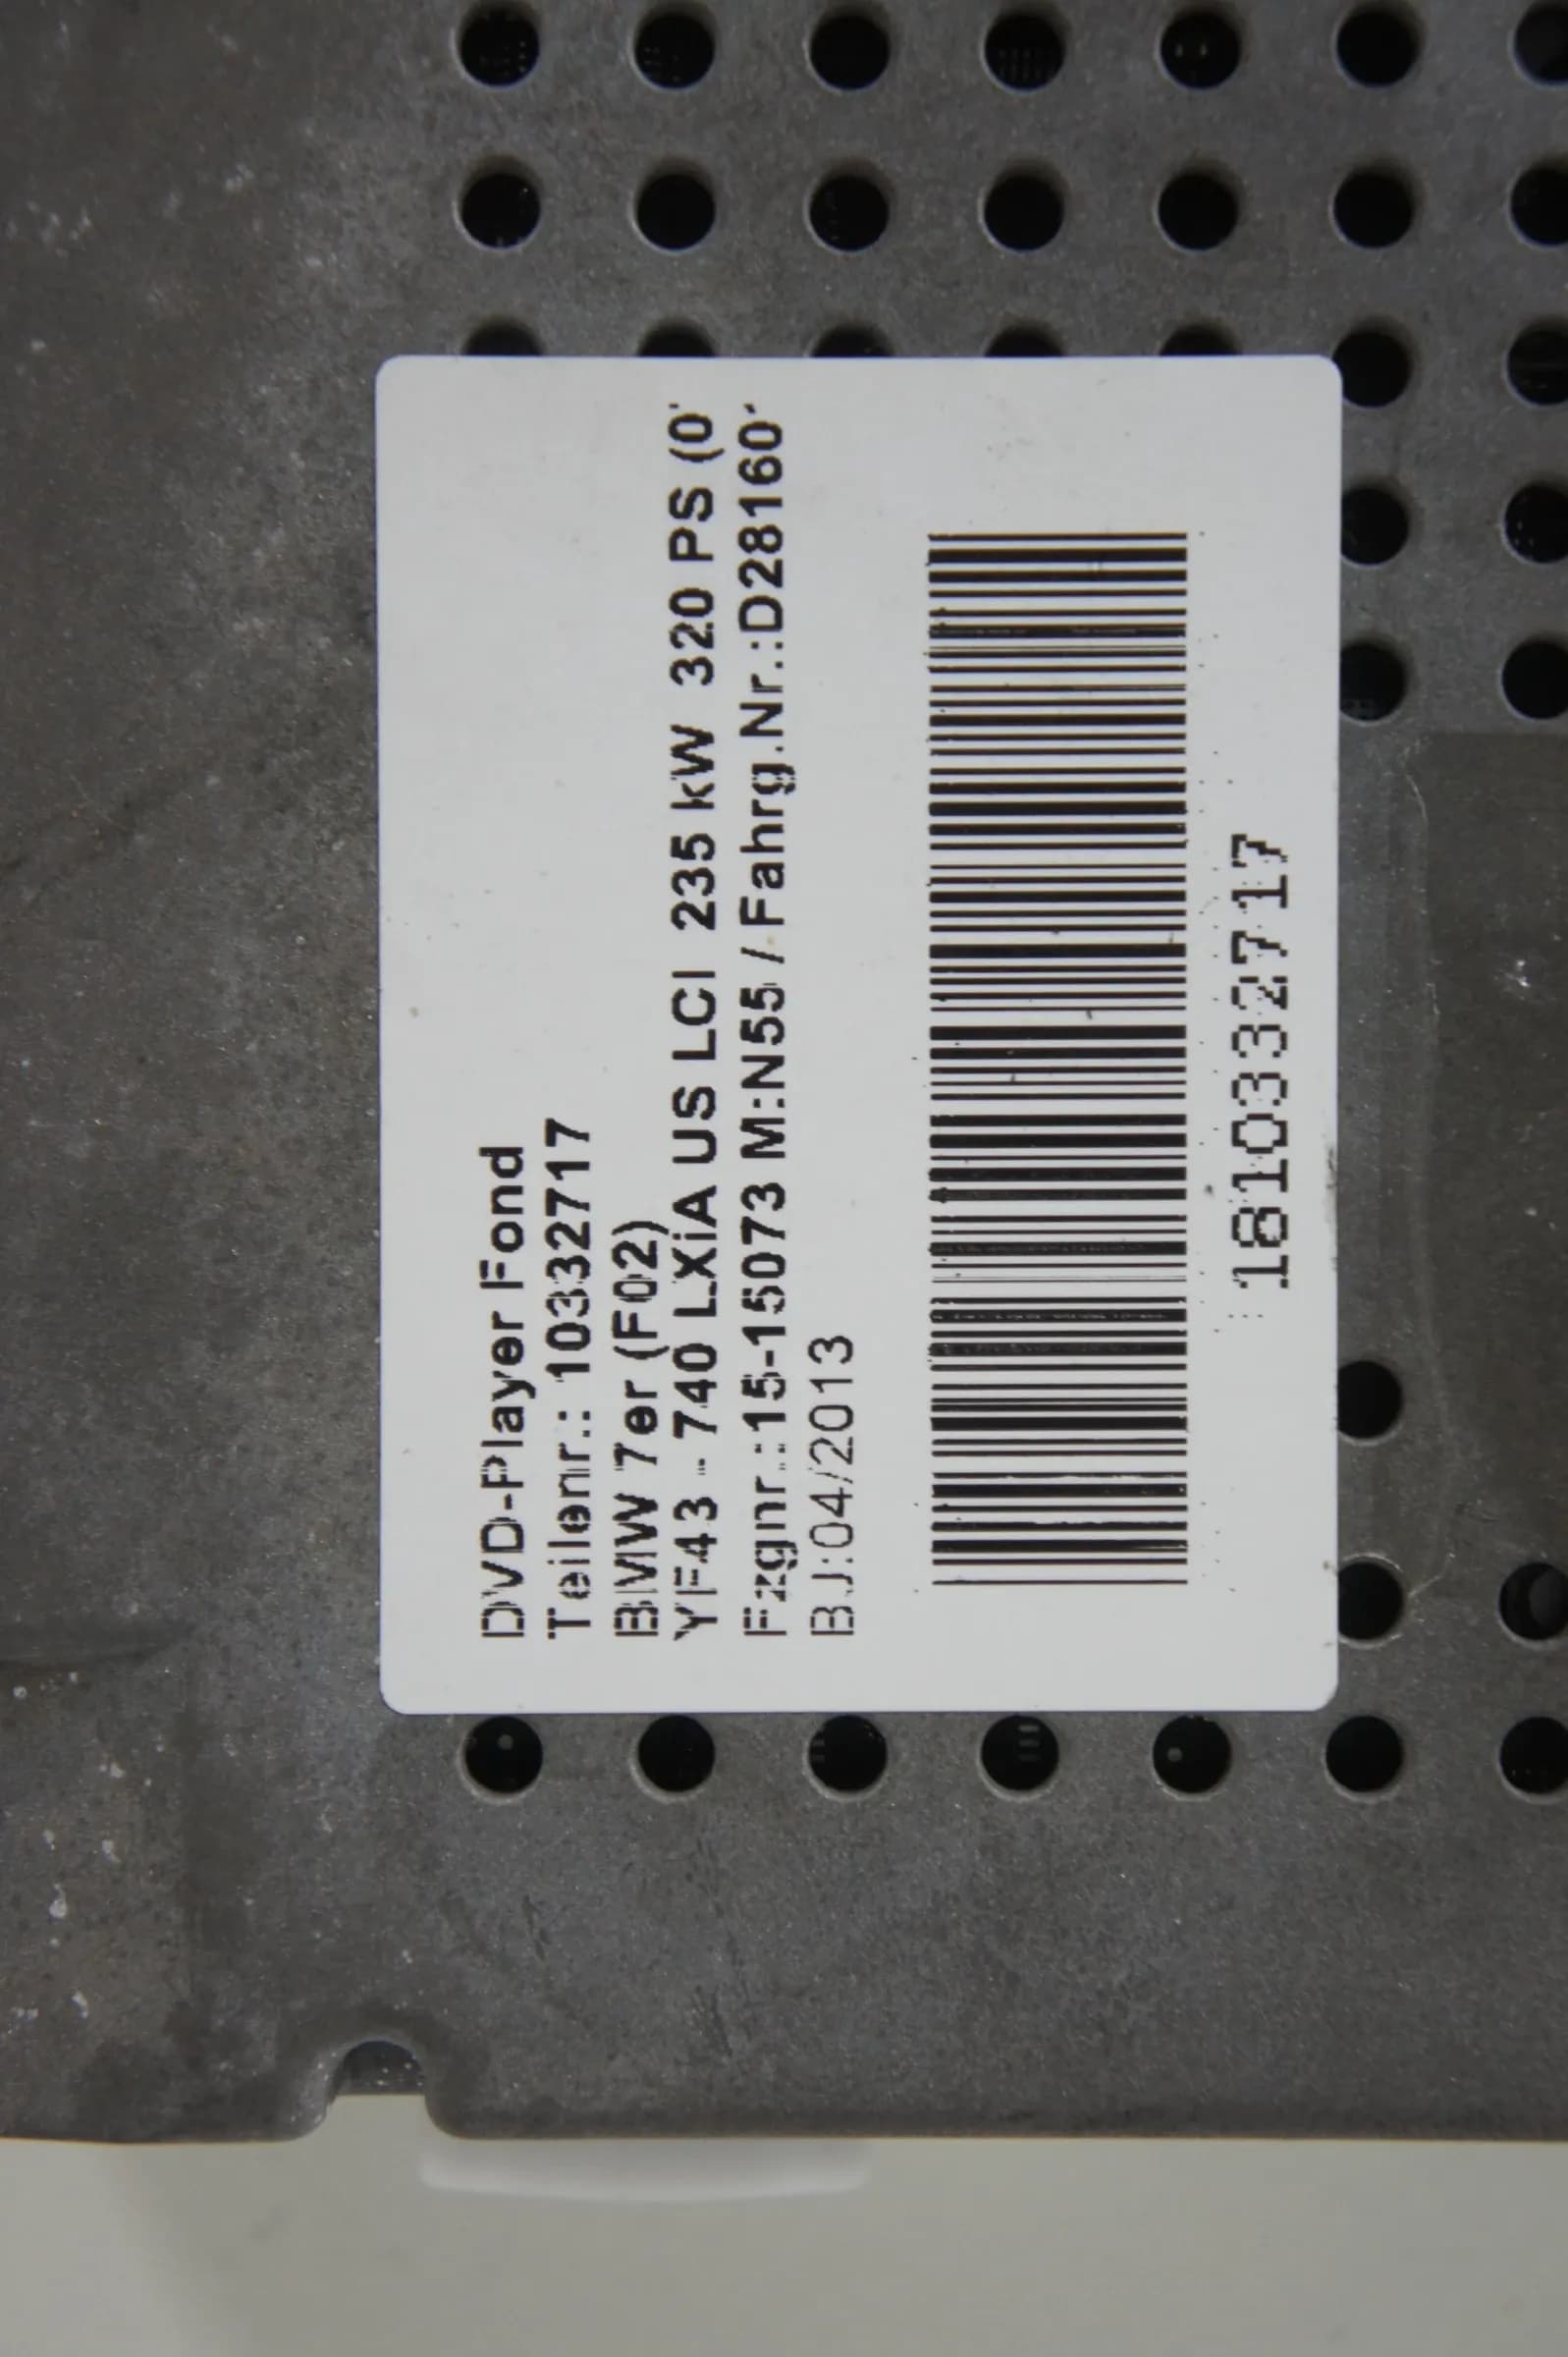 DVD-Player Fond
Teilenr.: 10332717
BMW 7er (F02)
YF43 - 740 LXiA US LCI 235 kW 320 PS (0
Fzgnr.:15-15073 M:N55 / Fahrg.Nr.:D28160
BJ:04/2013
1810332717